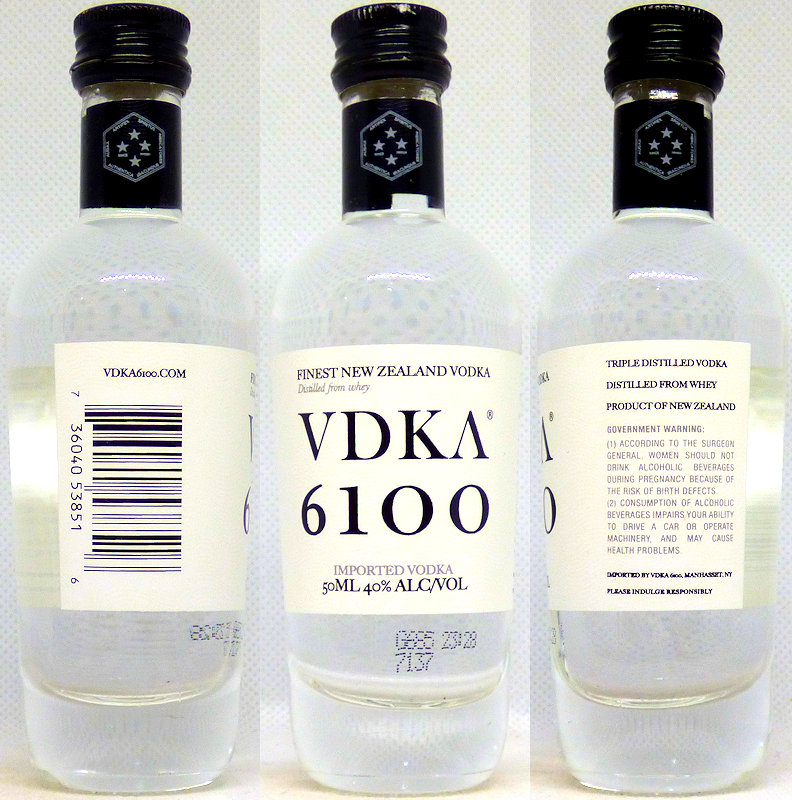 VDKA6100.COM
7 36040 53851 6
FINEST NEW ZEALAND VODKA
Distilled from whey
VDKΛ®
6100
IMPORTED VODKA
50ML 40% ALC/VOL
23:28
7137
TRIPLE DISTILLED VODKA
DISTILLED FROM WHEY
PRODUCT OF NEW ZEALAND
GOVERNMENT WARNING:
(1) ACCORDING TO THE SURGEON
GENERAL, WOMEN SHOULD NOT
DRINK ALCOHOLIC BEVERAGES
DURING PREGNANCY BECAUSE OF
THE RISK OF BIRTH DEFECTS.
(2) CONSUMPTION OF ALCOHOLIC
BEVERAGES IMPAIRS YOUR ABILITY
TO DRIVE A CAR OR OPERATE
MACHINERY, AND MAY CAUSE
HEALTH PROBLEMS.
IMPORTED BY VDKA 6100, MANHASSET, NY
PLEASE INDULGE RESPONSIBLY